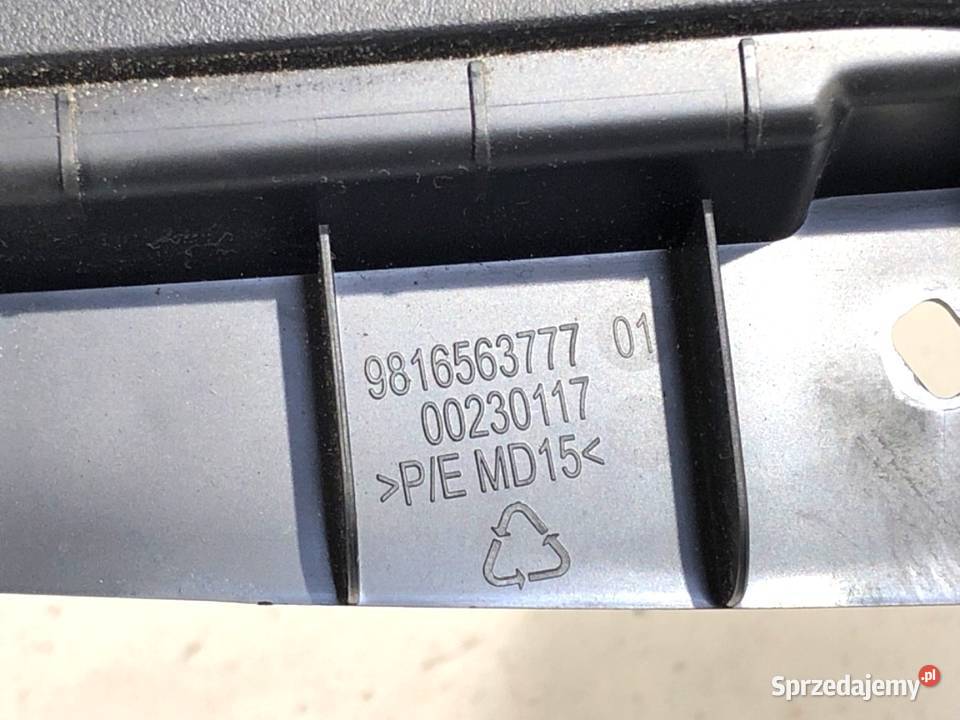 9816563777 01
00230117
>P/E MD15<
Sprzedajemy.pl